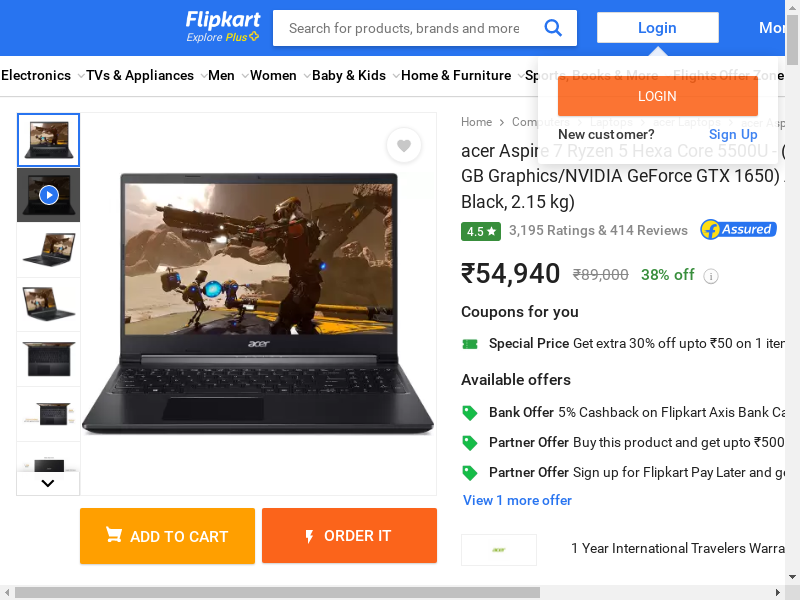 Flipkart
Explore Plus
Search for products, brands and more
Login
Electronics
TVs & Appliances
Men
Women
Baby & Kids
Home & Furniture
Sports, Books & More
Flights
Offer Zone
LOGIN
New customer?
Sign Up
Home
Laptops
acer Laptops
acer Asp
acer Aspire 7 Ryzen 5 Hexa Core 5500U - (
GB Graphics/NVIDIA GeForce GTX 1650)
Black, 2.15 kg)
4.5
3,195 Ratings & 414 Reviews
Assured
₹54,940
₹89,000
38% off
Coupons for you
Special Price Get extra 30% off upto ₹50 on 1 item
Available offers
Bank Offer 5% Cashback on Flipkart Axis Bank Ca
Partner Offer Buy this product and get upto ₹500
Partner Offer Sign up for Flipkart Pay Later and ge
View 1 more offer
acer
ADD TO CART
ORDER IT
acer
1 Year International Travelers Warra